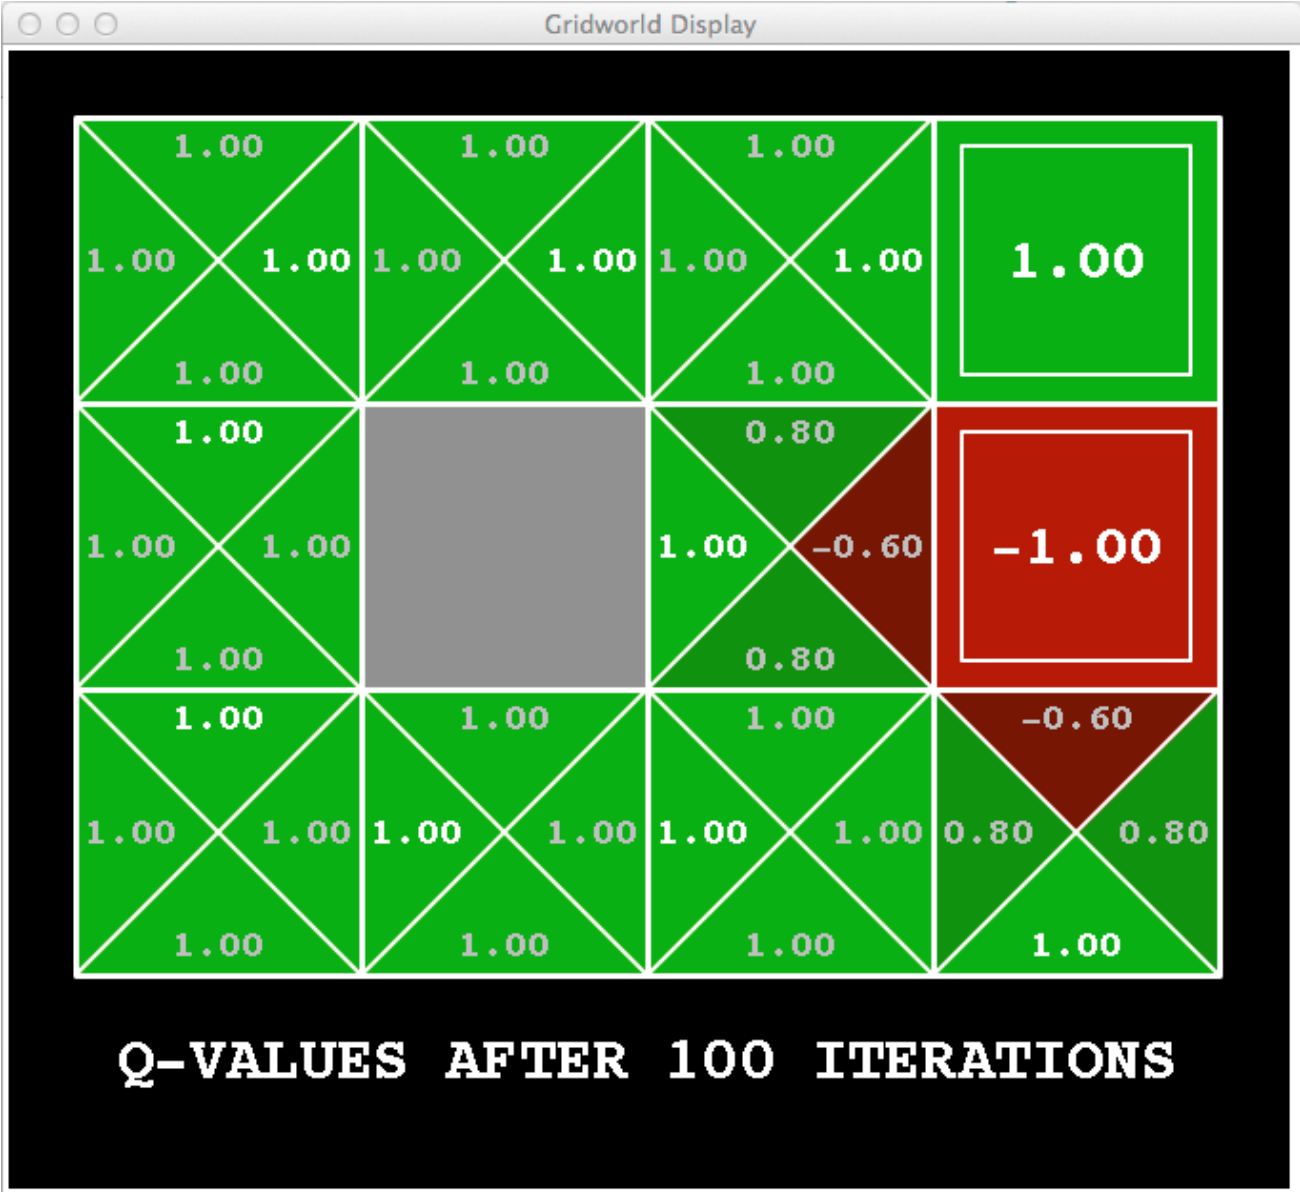 Gridworld Display
1.00 1.00 1.00
1.00 1.00 1.00 1.00 1.00 1.00 1.00
1.00 1.00 1.00
1.00 0.80
1.00 1.00 1.00 -0.60 -1.00
1.00 0.80
1.00 1.00 1.00 -0.60
1.00 1.00 1.00 1.00 1.00 1.00 0.80 0.80
1.00 1.00 1.00 1.00
Q-VALUES AFTER 100 ITERATIONS